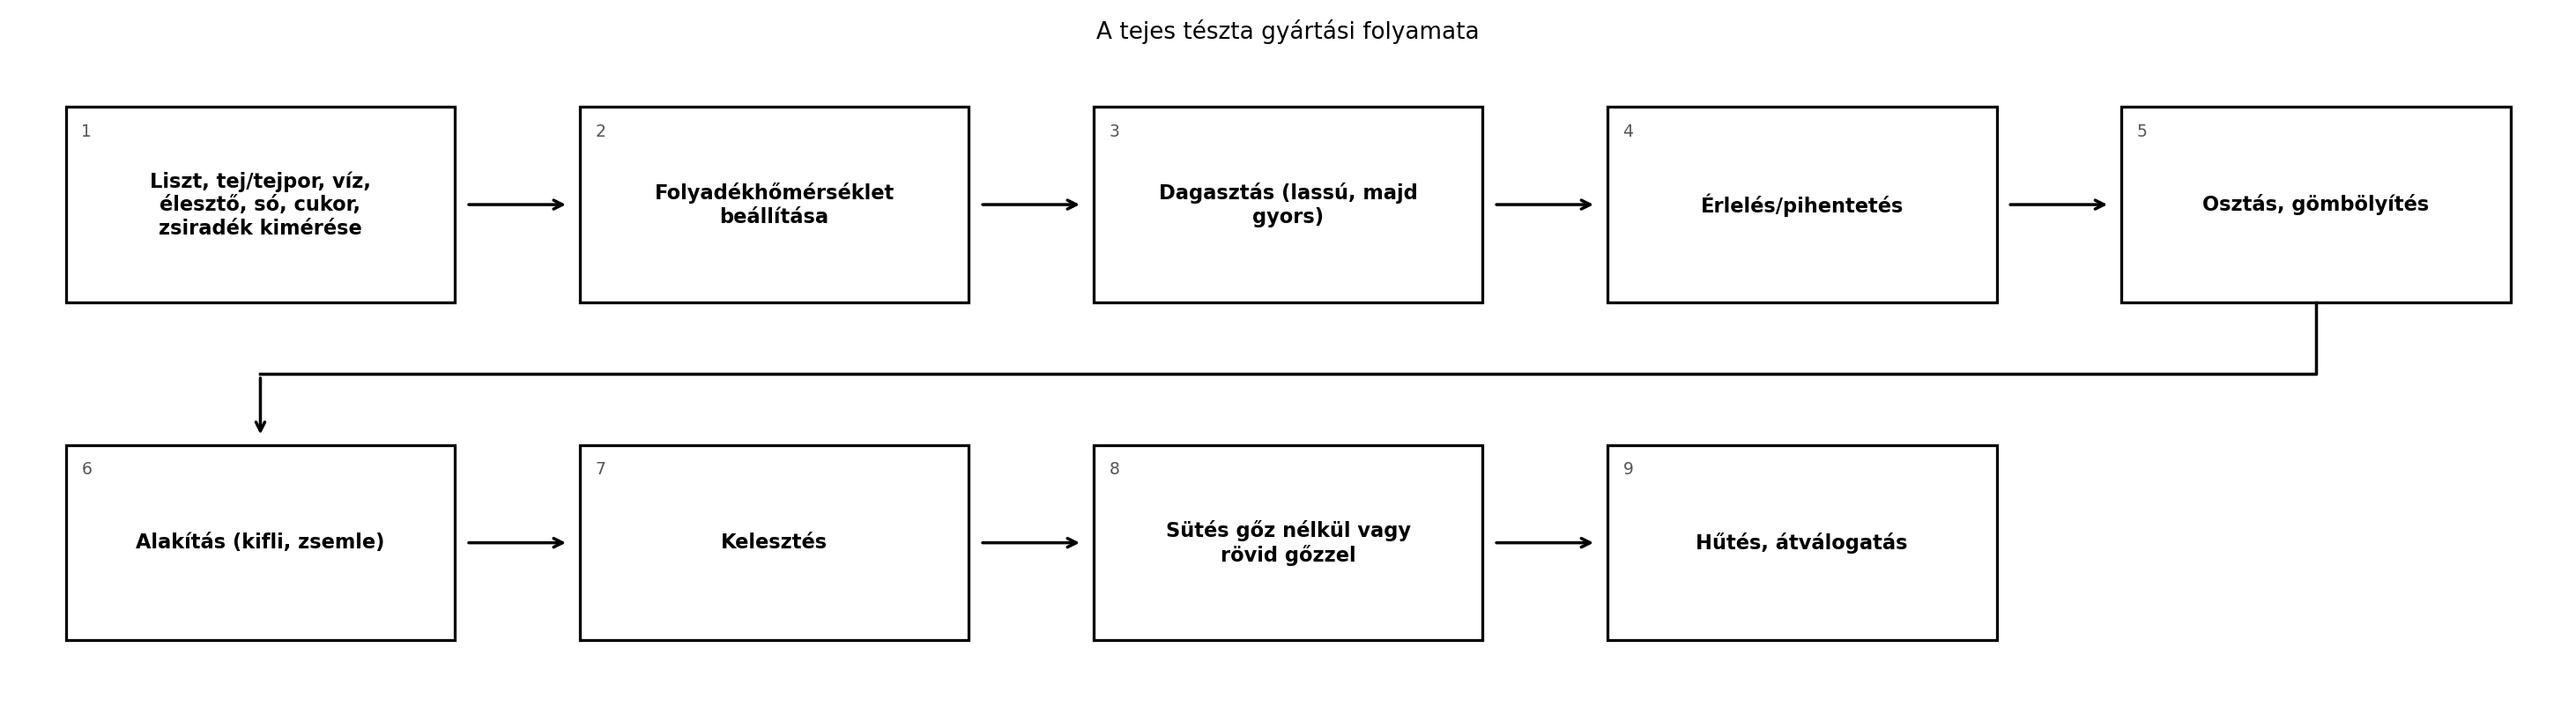 A tejes tészta gyártási folyamata
1
Liszt, tej/tejpor, víz,
élesztő, só, cukor,
zsiradék kimérése
2
Folyadékhőmérséklet
beállítása
3
Dagasztás (lassú, majd
gyors)
4
Érlelés/pihentetés
5
Osztás, gömbölyítés
6
Alakítás (kifli, zsemle)
7
Kelesztés
8
Sütés gőz nélkül vagy
rövid gőzzel
9
Hűtés, átválogatás